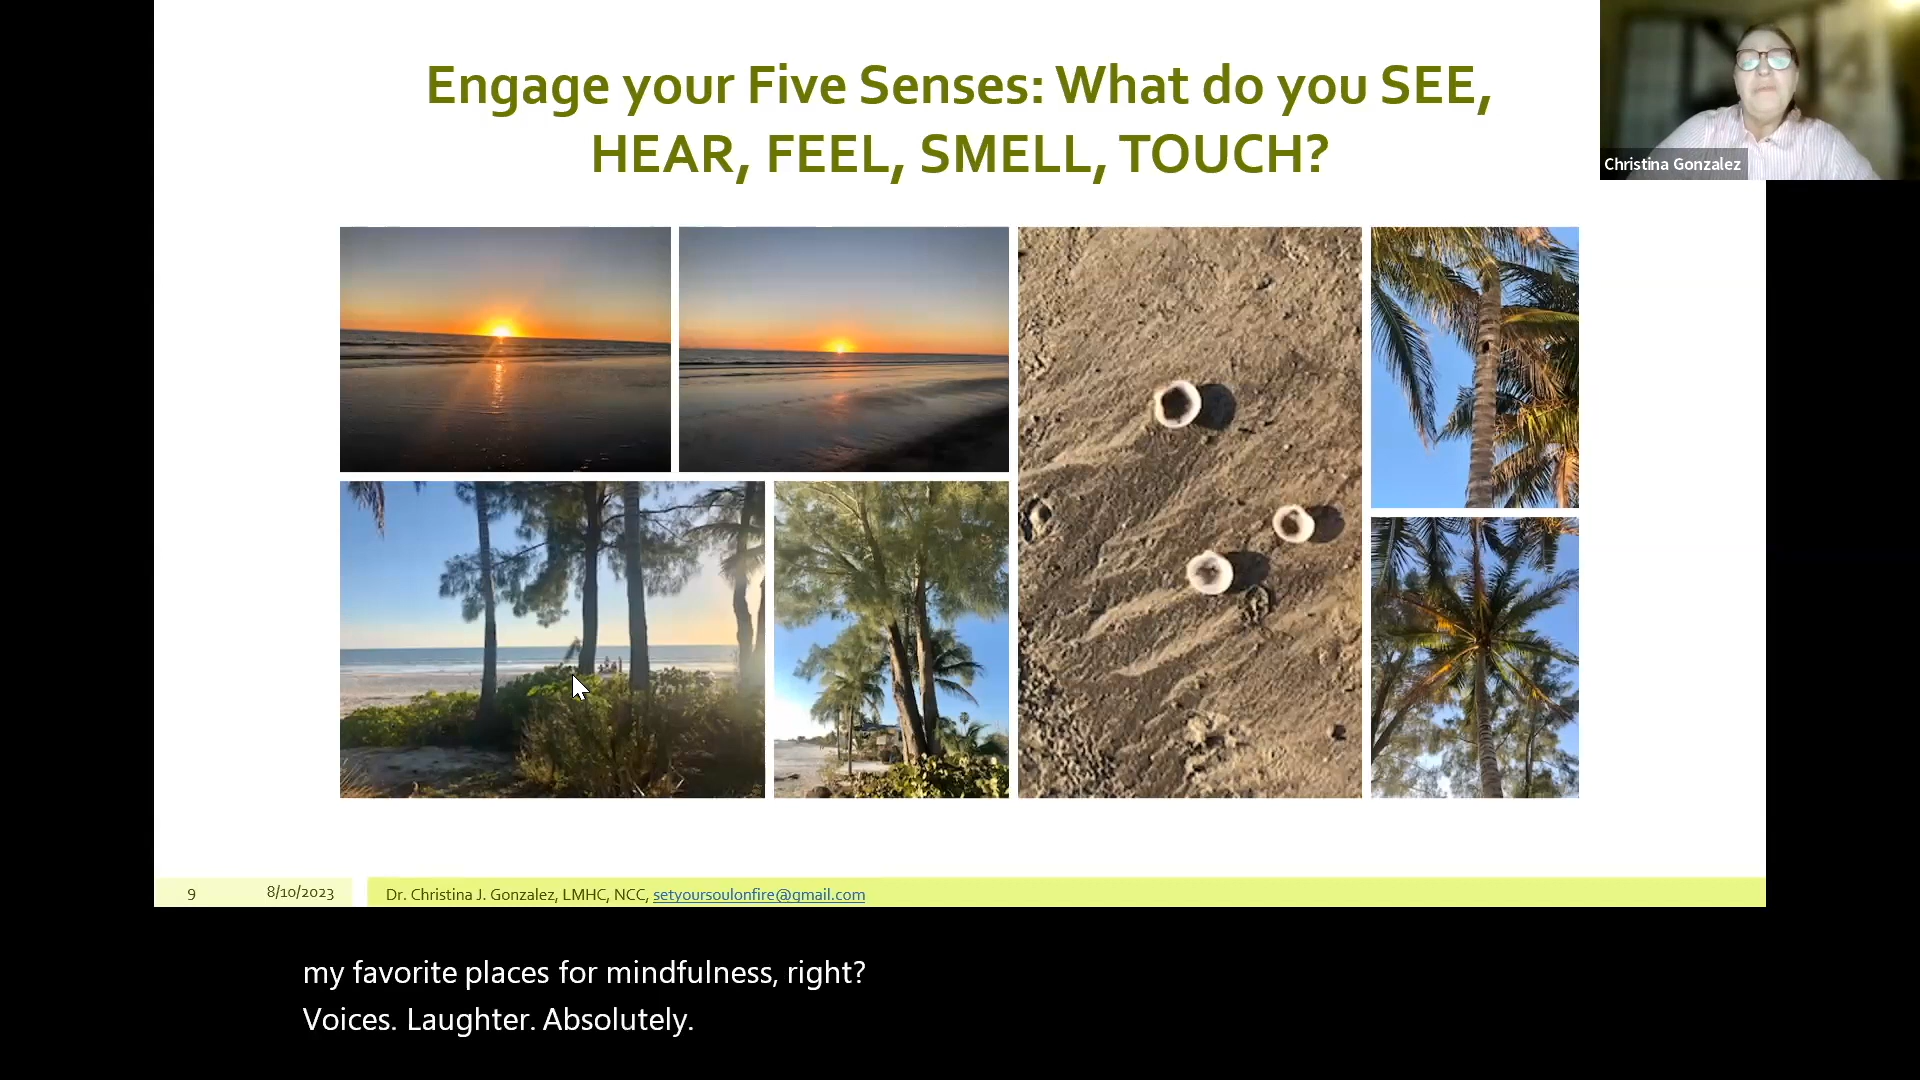 Engage your Five Senses: What do you SEE,
HEAR, FEEL, SMELL, TOUCH?
Christina Gonzalez
9
8/10/2023
Dr. Christina J. Gonzalez, LMHC, NCC, setyoursoulonfire@gmail.com
my favorite places for mindfulness, right?
Voices. Laughter. Absolutely.